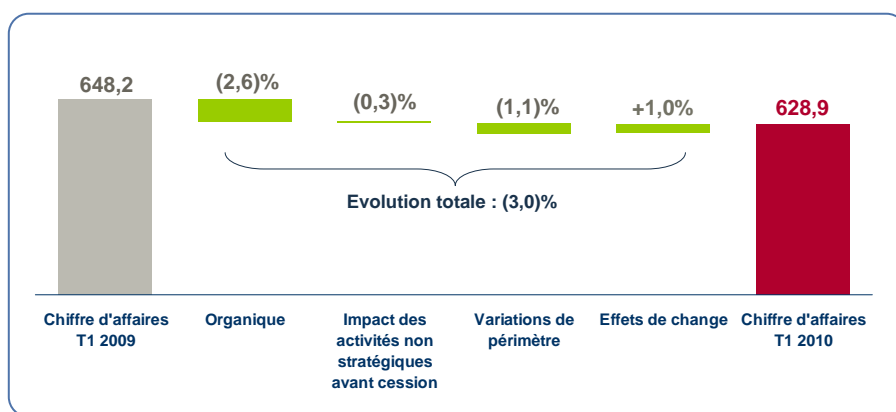 648,2
(2,6)%
(0,3)%
(1,1)%
+1,0%
628,9
Evolution totale : (3,0)%
Chiffre d'affaires
T1 2009
Organique
Impact des
activités non
stratégiques
avant cession
Variations de
périmètre
Effets de change
Chiffre d'affaires
T1 2010